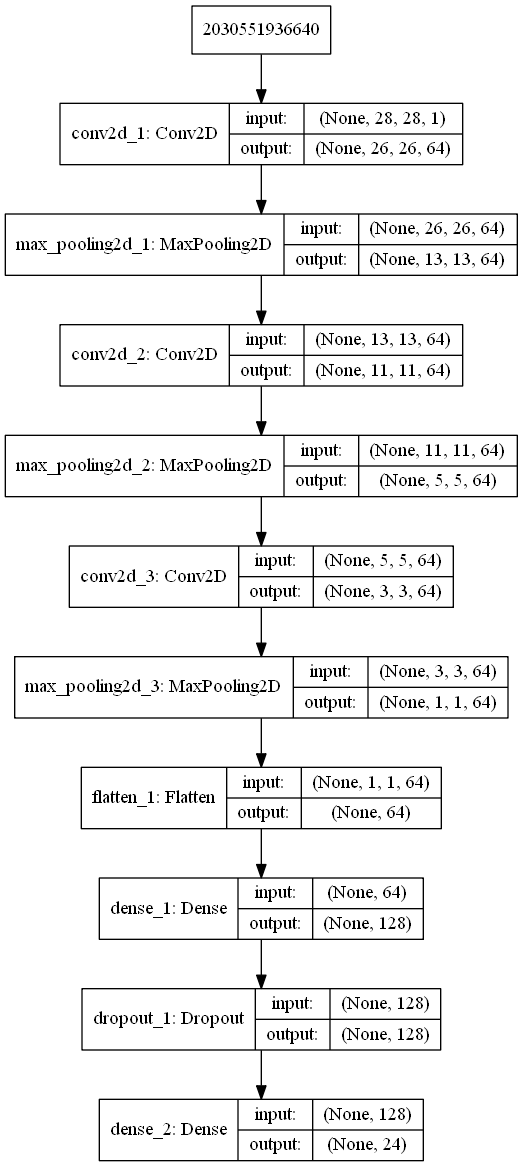 2030551936640
conv2d_1: Conv2D
input: (None, 28, 28, 1)
output: (None, 26, 26, 64)
max_pooling2d_1: MaxPooling2D
input: (None, 26, 26, 64)
output: (None, 13, 13, 64)
conv2d_2: Conv2D
input: (None, 13, 13, 64)
output: (None, 11, 11, 64)
max_pooling2d_2: MaxPooling2D
input: (None, 11, 11, 64)
output: (None, 5, 5, 64)
conv2d_3: Conv2D
input: (None, 5, 5, 64)
output: (None, 3, 3, 64)
max_pooling2d_3: MaxPooling2D
input: (None, 3, 3, 64)
output: (None, 1, 1, 64)
flatten_1: Flatten
input: (None, 1, 1, 64)
output: (None, 64)
dense_1: Dense
input: (None, 64)
output: (None, 128)
dropout_1: Dropout
input: (None, 128)
output: (None, 128)
dense_2: Dense
input: (None, 128)
output: (None, 24)